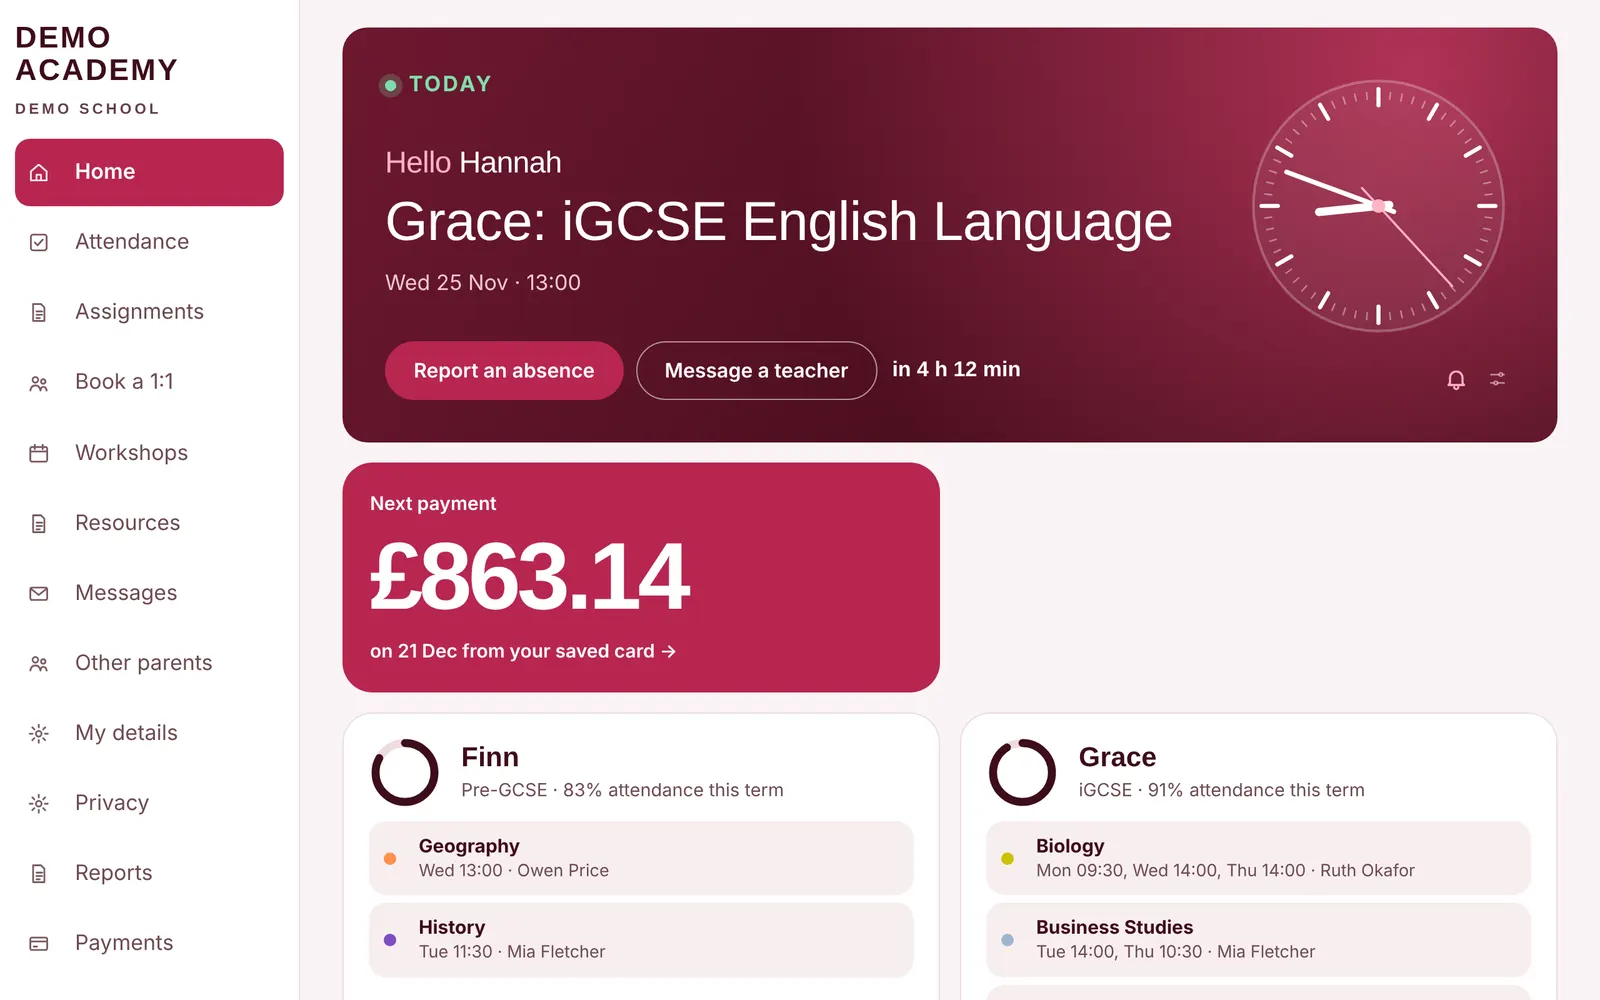 DEMO
ACADEMY
DEMO SCHOOL
Home
Attendance
Assignments
Book a 1:1
Workshops
Resources
Messages
Other parents
My details
Privacy
Reports
Payments
TODAY
Hello Hannah
Grace: iGCSE English Language
Wed 25 Nov · 13:00
Report an absence
Message a teacher
in 4 h 12 min
Next payment
£863.14
on 21 Dec from your saved card →
Finn
Pre-GCSE · 83% attendance this term
Geography
Wed 13:00 · Owen Price
History
Tue 11:30 · Mia Fletcher
Grace
iGCSE · 91% attendance this term
Biology
Mon 09:30, Wed 14:00, Thu 14:00 · Ruth Okafor
Business Studies
Tue 14:00, Thu 10:30 · Mia Fletcher